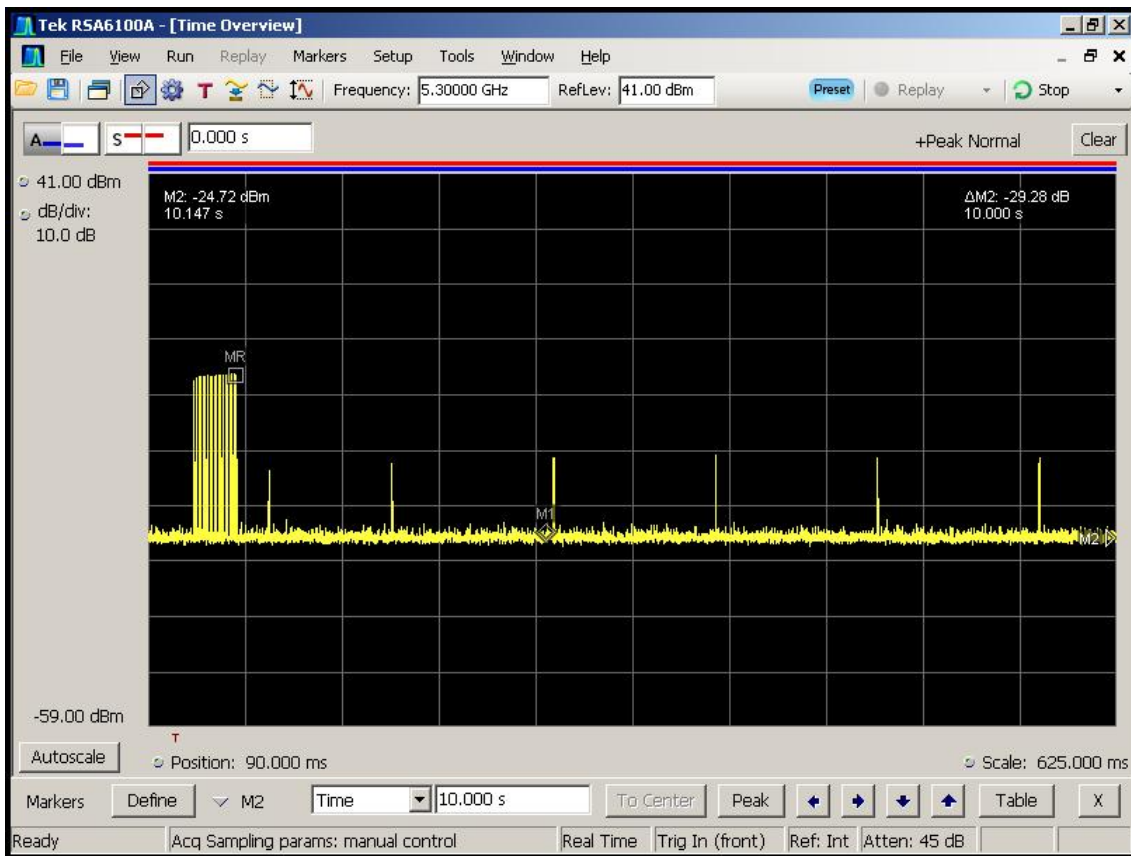 Tek RSA6100A - [Time Overview]
File View Run Replay Markers Setup Tools Window Help
T Frequency: 5.30000 GHz RefLev: 41.00 dBm Preset Replay Stop
A S 0.000 s +Peak Normal Clear
41.00 dBm
dB/div:
10.0 dB
M2: -24.72 dBm
10.147 s
ΔM2: -29.28 dB
10.000 s
MR
M1
M2
-59.00 dBm
T
Autoscale Position: 90.000 ms Scale: 625.000 ms
Markers Define M2 Time 10.000 s To Center Peak Table X
Ready Acq Sampling params: manual control Real Time Trig In (front) Ref: Int Atten: 45 dB